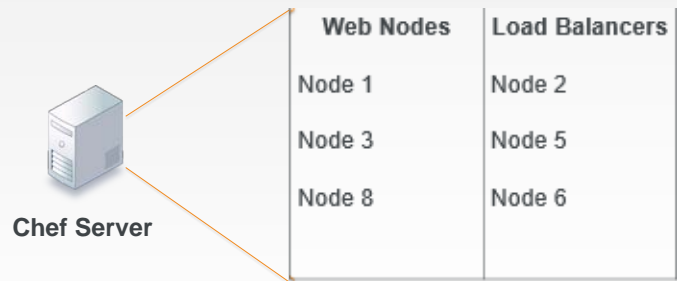 Web Nodes Load Balancers
Node 1 Node 2
Node 3 Node 5
Node 8 Node 6
Chef Server